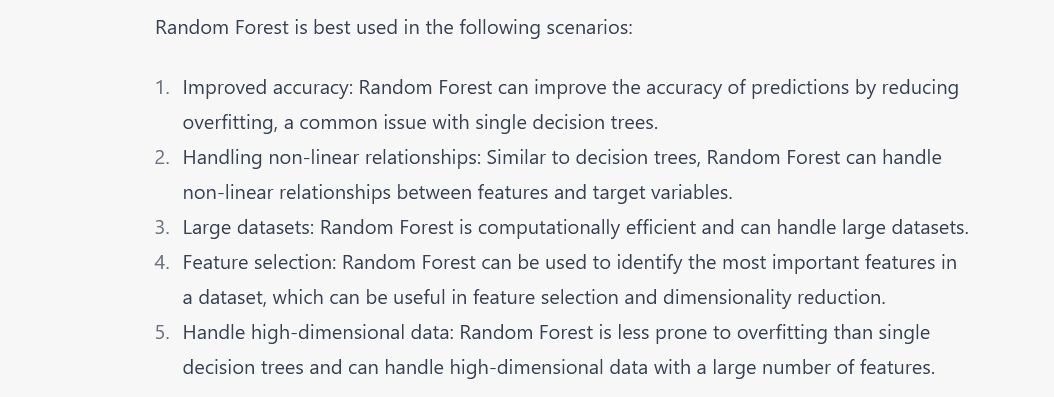 Random Forest is best used in the following scenarios:
1. Improved accuracy: Random Forest can improve the accuracy of predictions by reducing
overfitting, a common issue with single decision trees.
2. Handling non-linear relationships: Similar to decision trees, Random Forest can handle
non-linear relationships between features and target variables.
3. Large datasets: Random Forest is computationally efficient and can handle large datasets.
4. Feature selection: Random Forest can be used to identify the most important features in
a dataset, which can be useful in feature selection and dimensionality reduction.
5. Handle high-dimensional data: Random Forest is less prone to overfitting than single
decision trees and can handle high-dimensional data with a large number of features.